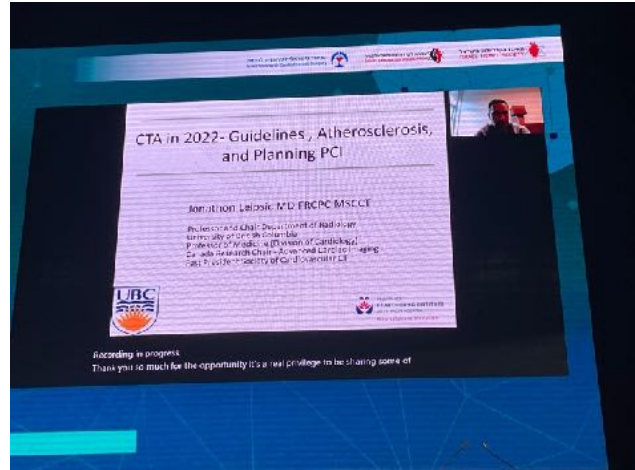 CTA in 2022- Guidelines , Atherosclerosis,
and Planning PCI
Jonathon Leipsic MD FRCPC MSCCT
Professor and Chair Department of Radiology
University of British Columbia
Professor of Medicine (Division of Cardiology)
Canada Research Chair - Advanced Cardiac Imaging
Past President Society of Cardiovascular CT
UBC
Recording in progress
Thank you so much for the opportunity it's a real privilege to be sharing some of